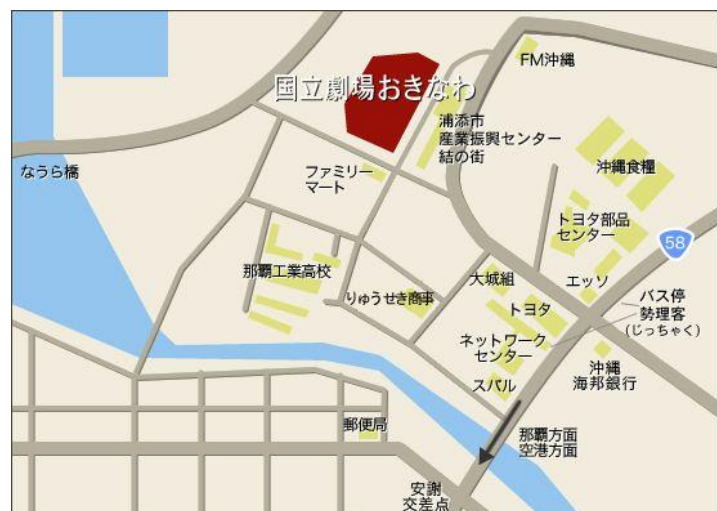 FM沖縄
国立劇場おきなわ
浦添市
産業振興センター
結の街
沖縄食糧
なうら橋
ファミリー
マート
トヨタ部品
センター
58
那覇工業高校
りゅうせき商事
大城組
エッソ
トヨタ
バス停
勢理客
(じっちゃく)
ネットワーク
センター
スバル
沖縄
海邦銀行
郵便局
那覇方面
空港方面
安謝
交差点